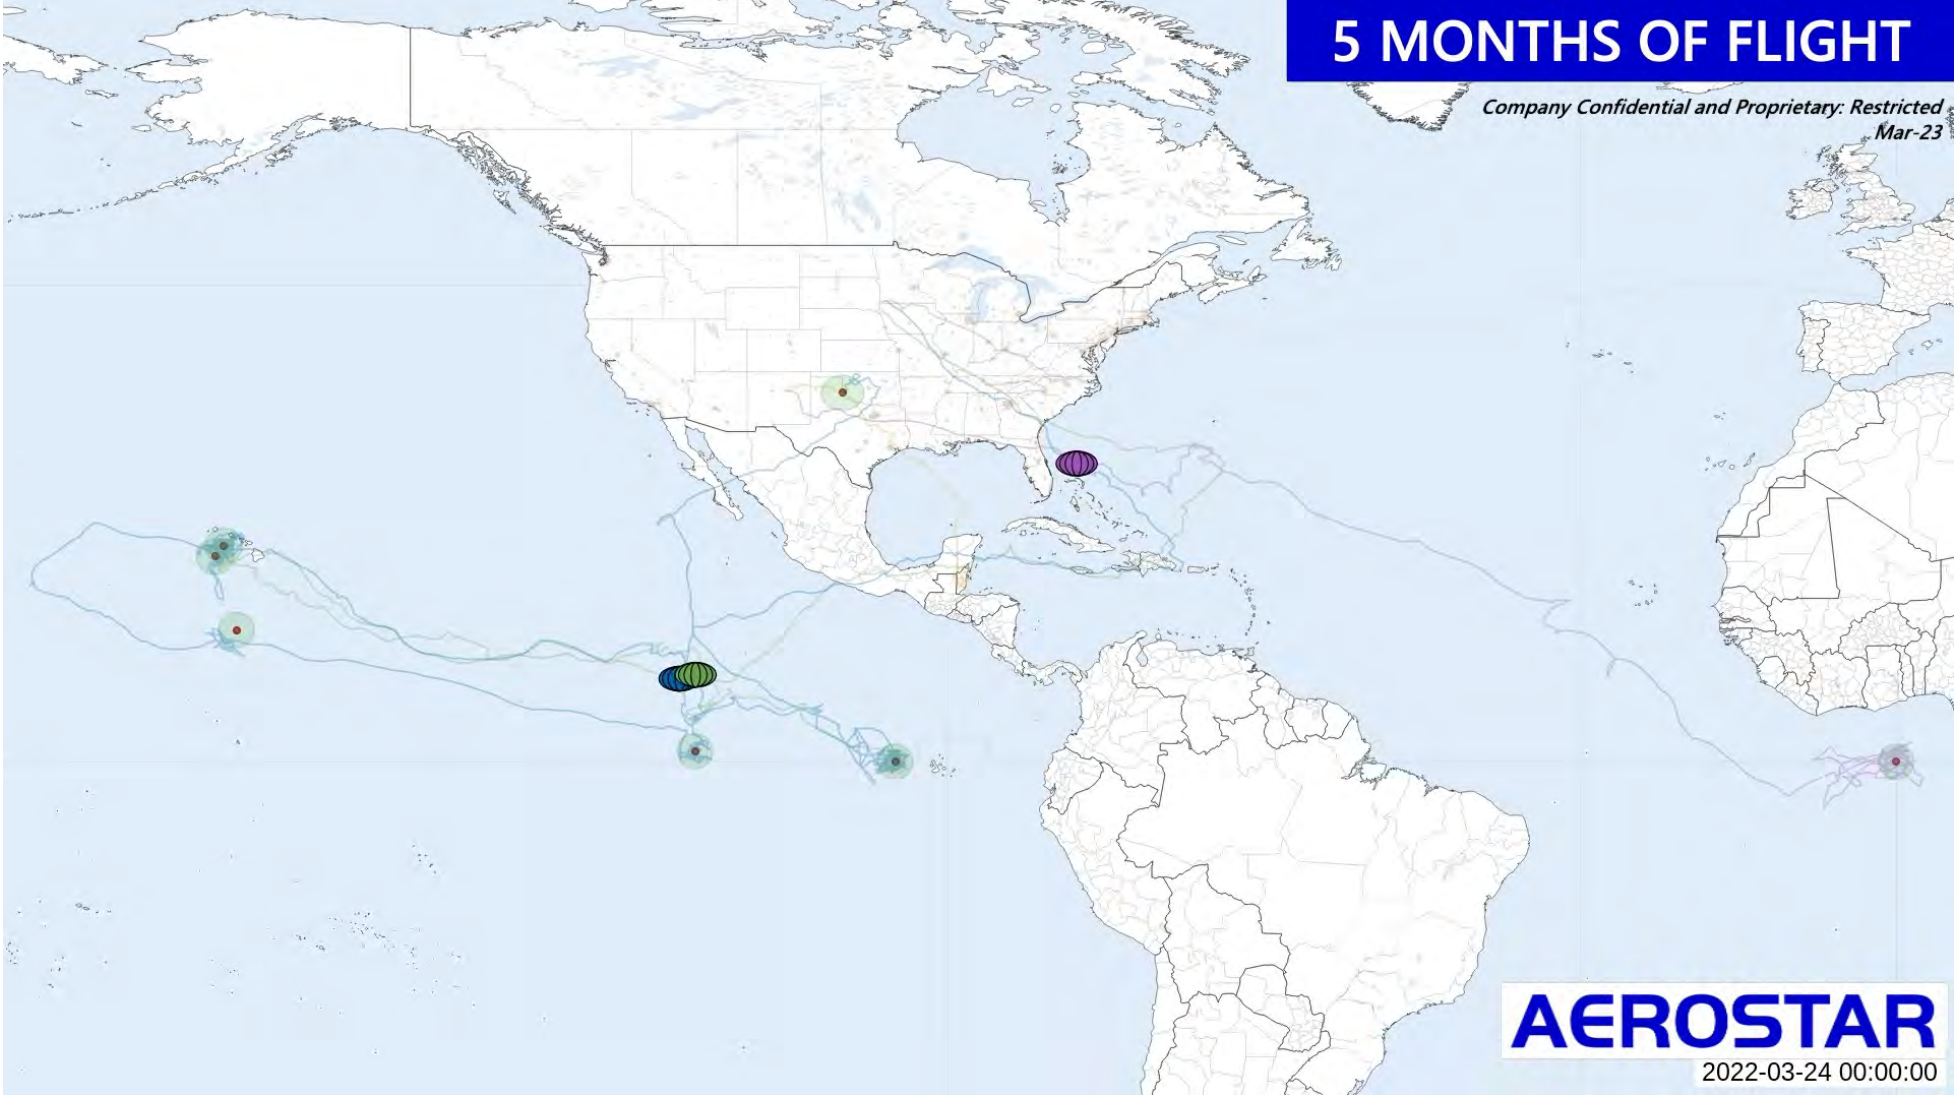 5 MONTHS OF FLIGHT
Company Confidential and Proprietary: Restricted
Mar-23
AEROSTAR
2022-03-24 00:00:00